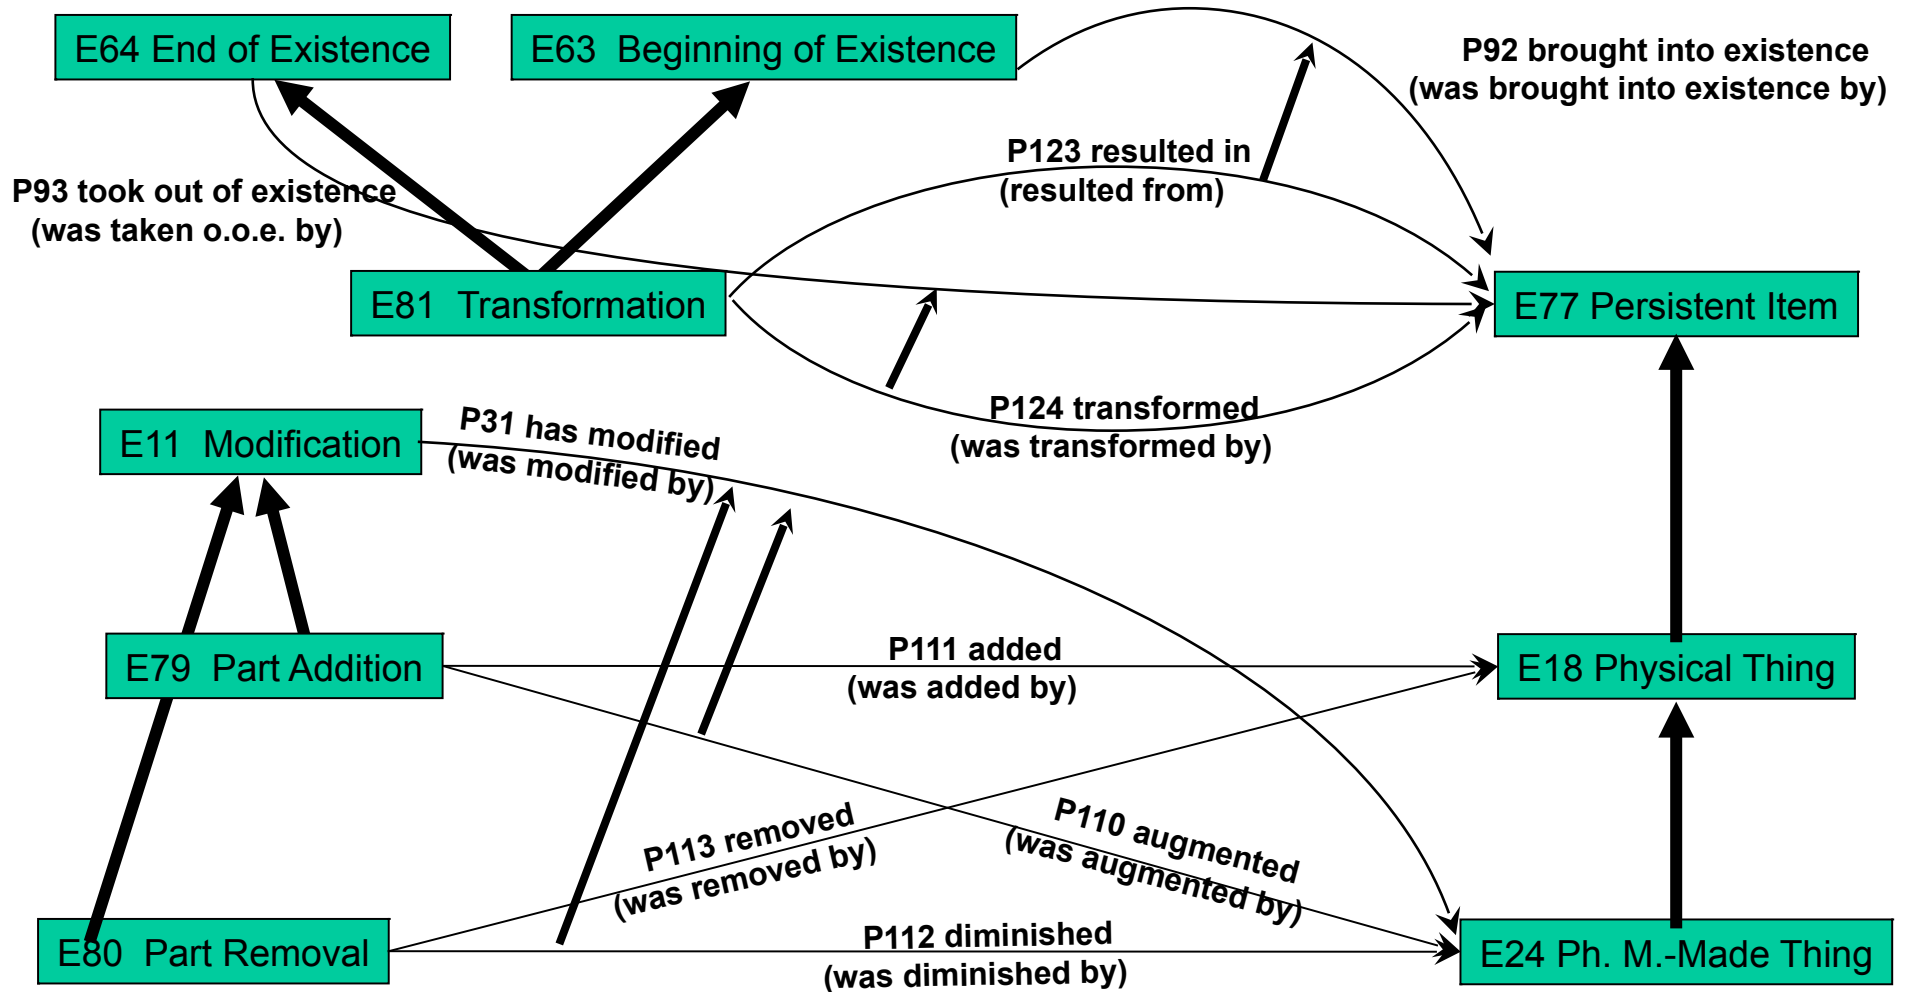 E64 End of Existence
E63  Beginning of Existence
P92 brought into existence
(was brought into existence by)
P123 resulted in
(resulted from)
P93 took out of existence
(was taken o.o.e. by)
E81  Transformation
E77 Persistent Item
P124 transformed
(was transformed by)
P31 has modified
(was modified by)
E11  Modification
E79  Part Addition
P111 added
(was added by)
E18 Physical Thing
P113 removed
(was removed by)
P110 augmented
(was augmented by)
E80  Part Removal
P112 diminished
(was diminished by)
E24 Ph. M.-Made Thing